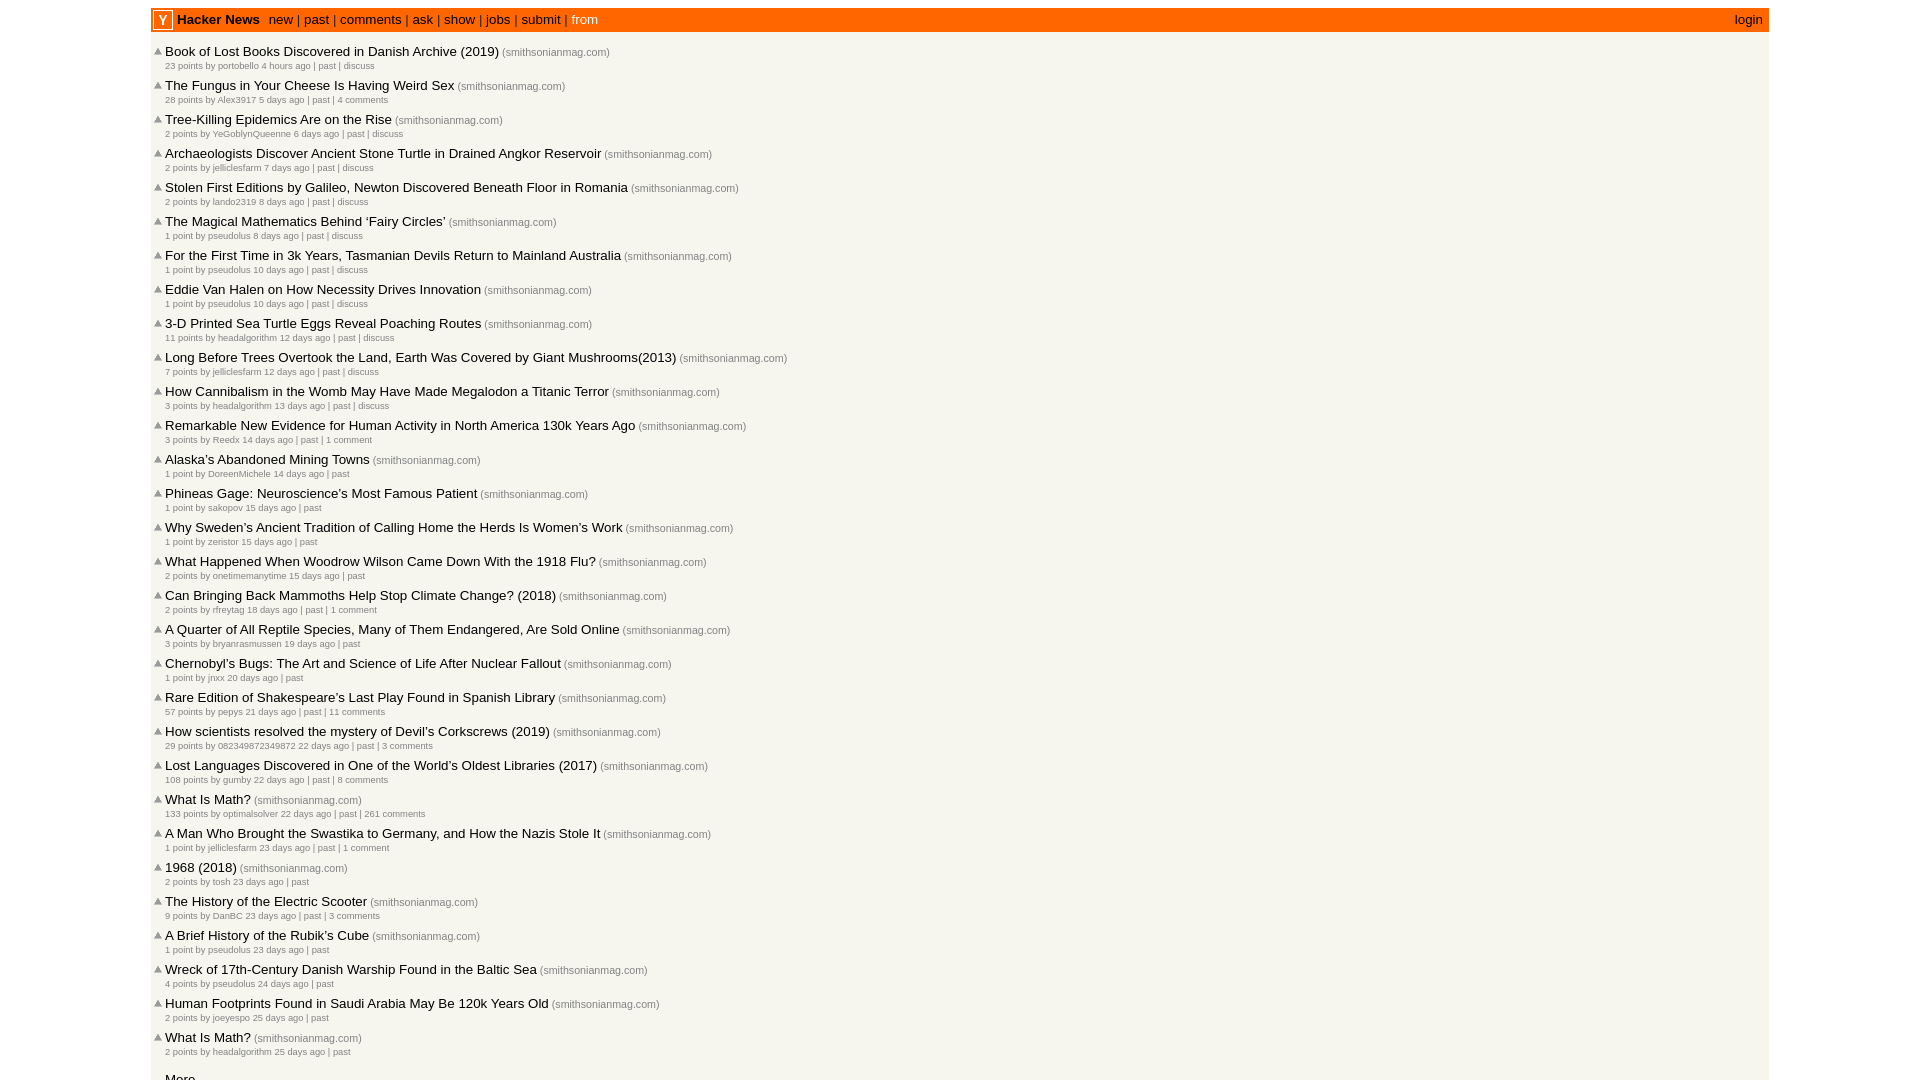 Y Hacker News new | past | comments | ask | show | jobs | submit | from login
Book of Lost Books Discovered in Danish Archive (2019) (smithsonianmag.com)
23 points by portobello 4 hours ago | past | discuss
The Fungus in Your Cheese Is Having Weird Sex (smithsonianmag.com)
28 points by Alex3917 5 days ago | past | 4 comments
Tree-Killing Epidemics Are on the Rise (smithsonianmag.com)
2 points by YeGoblynQueenne 6 days ago | past | discuss
Archaeologists Discover Ancient Stone Turtle in Drained Angkor Reservoir (smithsonianmag.com)
2 points by jelliclesfarm 7 days ago | past | discuss
Stolen First Editions by Galileo, Newton Discovered Beneath Floor in Romania (smithsonianmag.com)
2 points by lando2319 8 days ago | past | discuss
The Magical Mathematics Behind ‘Fairy Circles’ (smithsonianmag.com)
1 point by pseudolus 8 days ago | past | discuss
For the First Time in 3k Years, Tasmanian Devils Return to Mainland Australia (smithsonianmag.com)
1 point by pseudolus 10 days ago | past | discuss
Eddie Van Halen on How Necessity Drives Innovation (smithsonianmag.com)
1 point by pseudolus 10 days ago | past | discuss
3-D Printed Sea Turtle Eggs Reveal Poaching Routes (smithsonianmag.com)
11 points by headalgorithm 12 days ago | past | discuss
Long Before Trees Overtook the Land, Earth Was Covered by Giant Mushrooms(2013) (smithsonianmag.com)
7 points by jelliclesfarm 12 days ago | past | discuss
How Cannibalism in the Womb May Have Made Megalodon a Titanic Terror (smithsonianmag.com)
3 points by headalgorithm 13 days ago | past | discuss
Remarkable New Evidence for Human Activity in North America 130k Years Ago (smithsonianmag.com)
3 points by Reedx 14 days ago | past | 1 comment
Alaska’s Abandoned Mining Towns (smithsonianmag.com)
1 point by DoreenMichele 14 days ago | past
Phineas Gage: Neuroscience’s Most Famous Patient (smithsonianmag.com)
1 point by sakopov 15 days ago | past
Why Sweden’s Ancient Tradition of Calling Home the Herds Is Women’s Work (smithsonianmag.com)
1 point by zeristor 15 days ago | past
What Happened When Woodrow Wilson Came Down With the 1918 Flu? (smithsonianmag.com)
2 points by onetimemanytime 15 days ago | past
Can Bringing Back Mammoths Help Stop Climate Change? (2018) (smithsonianmag.com)
2 points by rfreytag 18 days ago | past | 1 comment
A Quarter of All Reptile Species, Many of Them Endangered, Are Sold Online (smithsonianmag.com)
3 points by bryanrasmussen 19 days ago | past
Chernobyl’s Bugs: The Art and Science of Life After Nuclear Fallout (smithsonianmag.com)
1 point by jnxx 20 days ago | past
Rare Edition of Shakespeare’s Last Play Found in Spanish Library (smithsonianmag.com)
57 points by pepys 21 days ago | past | 11 comments
How scientists resolved the mystery of Devil’s Corkscrews (2019) (smithsonianmag.com)
29 points by 082349872349872 22 days ago | past | 3 comments
Lost Languages Discovered in One of the World’s Oldest Libraries (2017) (smithsonianmag.com)
108 points by gumby 22 days ago | past | 8 comments
What Is Math? (smithsonianmag.com)
133 points by optimalsolver 22 days ago | past | 261 comments
A Man Who Brought the Swastika to Germany, and How the Nazis Stole It (smithsonianmag.com)
1 point by jelliclesfarm 23 days ago | past | 1 comment
1968 (2018) (smithsonianmag.com)
2 points by tosh 23 days ago | past
The History of the Electric Scooter (smithsonianmag.com)
9 points by DanBC 23 days ago | past | 3 comments
A Brief History of the Rubik’s Cube (smithsonianmag.com)
1 point by pseudolus 23 days ago | past
Wreck of 17th-Century Danish Warship Found in the Baltic Sea (smithsonianmag.com)
4 points by pseudolus 24 days ago | past
Human Footprints Found in Saudi Arabia May Be 120k Years Old (smithsonianmag.com)
2 points by joeyespo 25 days ago | past
What Is Math? (smithsonianmag.com)
2 points by headalgorithm 25 days ago | past
More